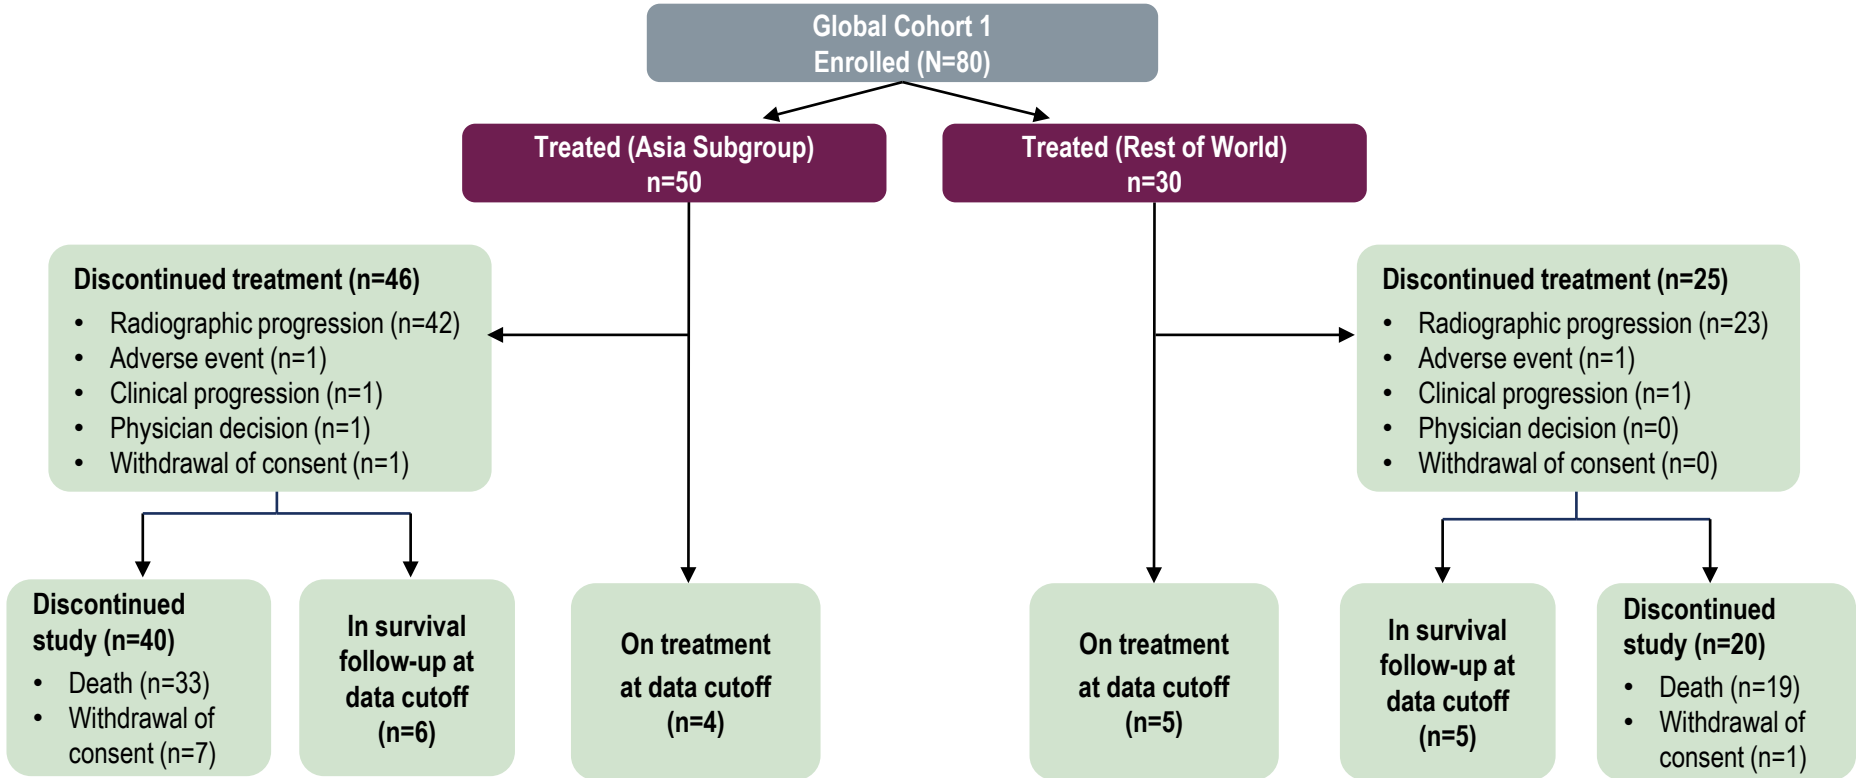 Global Cohort 1
Enrolled (N=80)
Treated (Asia Subgroup)
n=50
Treated (Rest of World)
n=30
Discontinued treatment (n=46)
• Radiographic progression (n=42)
• Adverse event (n=1)
• Clinical progression (n=1)
• Physician decision (n=1)
• Withdrawal of consent (n=1)
Discontinued treatment (n=25)
• Radiographic progression (n=23)
• Adverse event (n=1)
• Clinical progression (n=1)
• Physician decision (n=0)
• Withdrawal of consent (n=0)
Discontinued
study (n=40)
• Death (n=33)
• Withdrawal of
consent (n=7)
In survival
follow-up at
data cutoff
(n=6)
On treatment
at data cutoff
(n=4)
On treatment
at data cutoff
(n=5)
In survival
follow-up at
data cutoff
(n=5)
Discontinued
study (n=20)
• Death (n=19)
• Withdrawal of
consent (n=1)